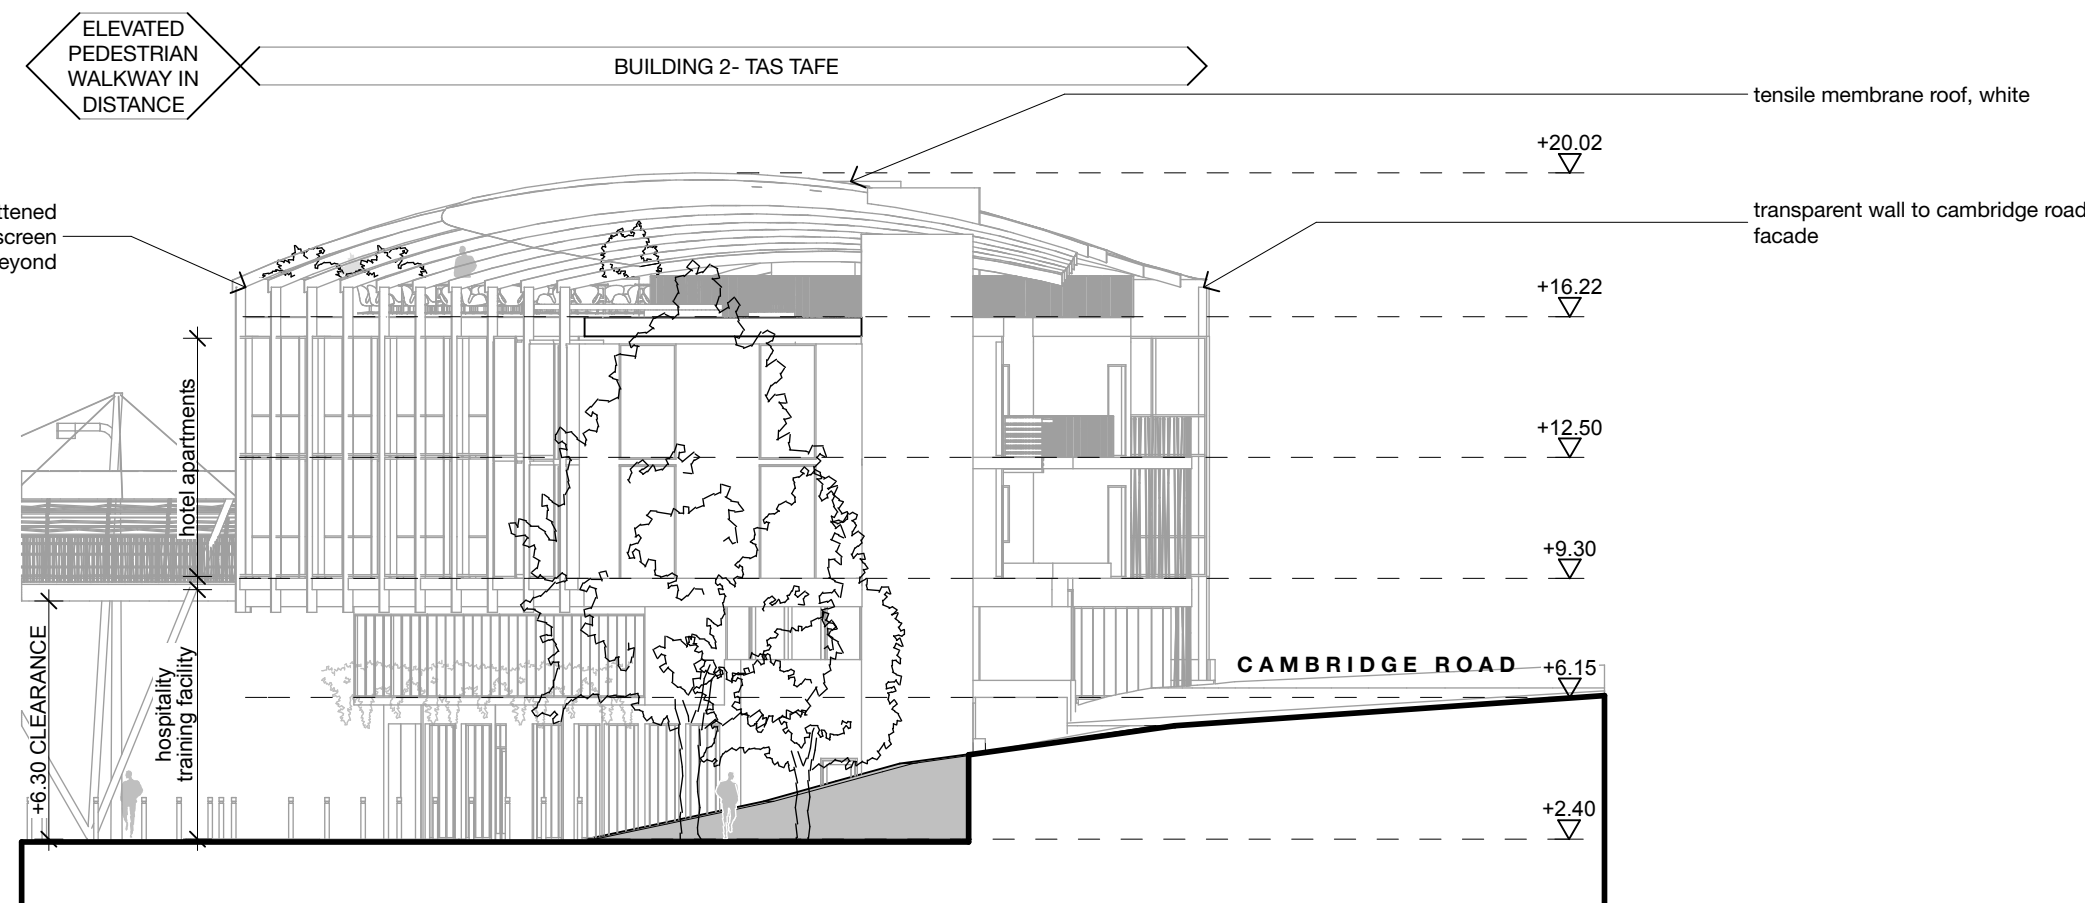 ELEVATED
PEDESTRIAN
WALKWAY IN
DISTANCE
BUILDING 2- TAS TAFE
tensile membrane roof, white
+20.02
transparent wall to cambridge road
facade
screen
+16.22
hotel apartments
+12.50
+9.30
CAMBRIDGE ROAD
+6.15
+6.30 CLEARANCE
hospitality
training facility
+2.40